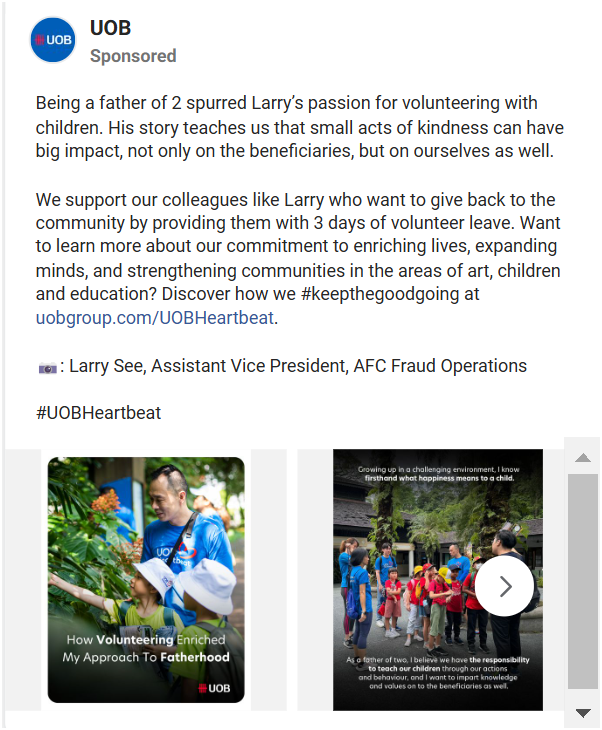 UOB
UOB
Sponsored
Being a father of 2 spurred Larry's passion for volunteering with
children. His story teaches us that small acts of kindness can have
big impact, not only on the beneficiaries, but on ourselves as well.
We support our colleagues like Larry who want to give back to the
community by providing them with 3 days of volunteer leave. Want
to learn more about our commitment to enriching lives, expanding
minds, and strengthening communities in the areas of art, children
and education? Discover how we #keepthegoodgoing at
uobgroup.com/UOBHeartbeat.
📷: Larry See, Assistant Vice President, AFC Fraud Operations
#UOBHeartbeat
UO
How Volunteering Enriched
My Approach To Fatherhood
UOB
Growing up in a challenging environment, I know
firsthand what happiness means to a child.
As a father of two, I believe we have the responsibility
to teach our children through our actions
and behaviour, and I want to impart knowledge
and values on to the beneficiaries as well.